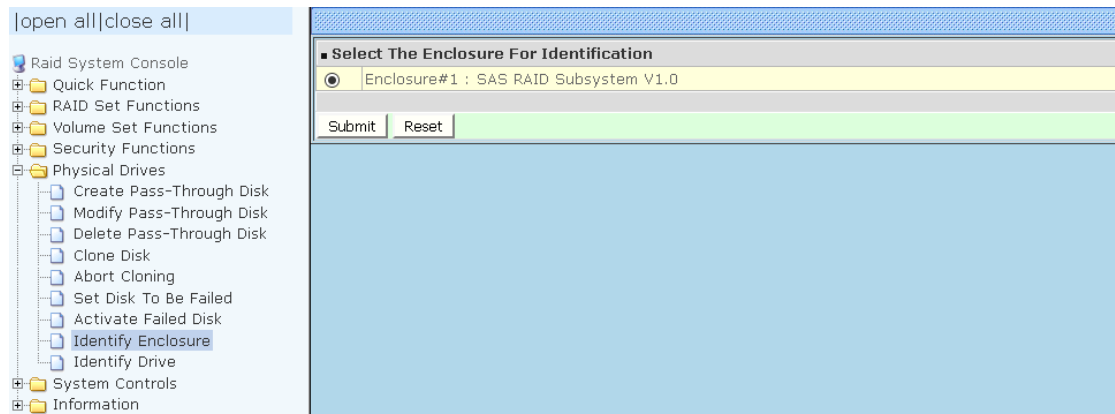 |open all|close all|
Raid System Console
Quick Function
RAID Set Functions
Volume Set Functions
Security Functions
Physical Drives
Create Pass-Through Disk
Modify Pass-Through Disk
Delete Pass-Through Disk
Clone Disk
Abort Cloning
Set Disk To Be Failed
Activate Failed Disk
Identify Enclosure
Identify Drive
System Controls
Information
Select The Enclosure For Identification
Enclosure#1 : SAS RAID Subsystem V1.0
Submit Reset